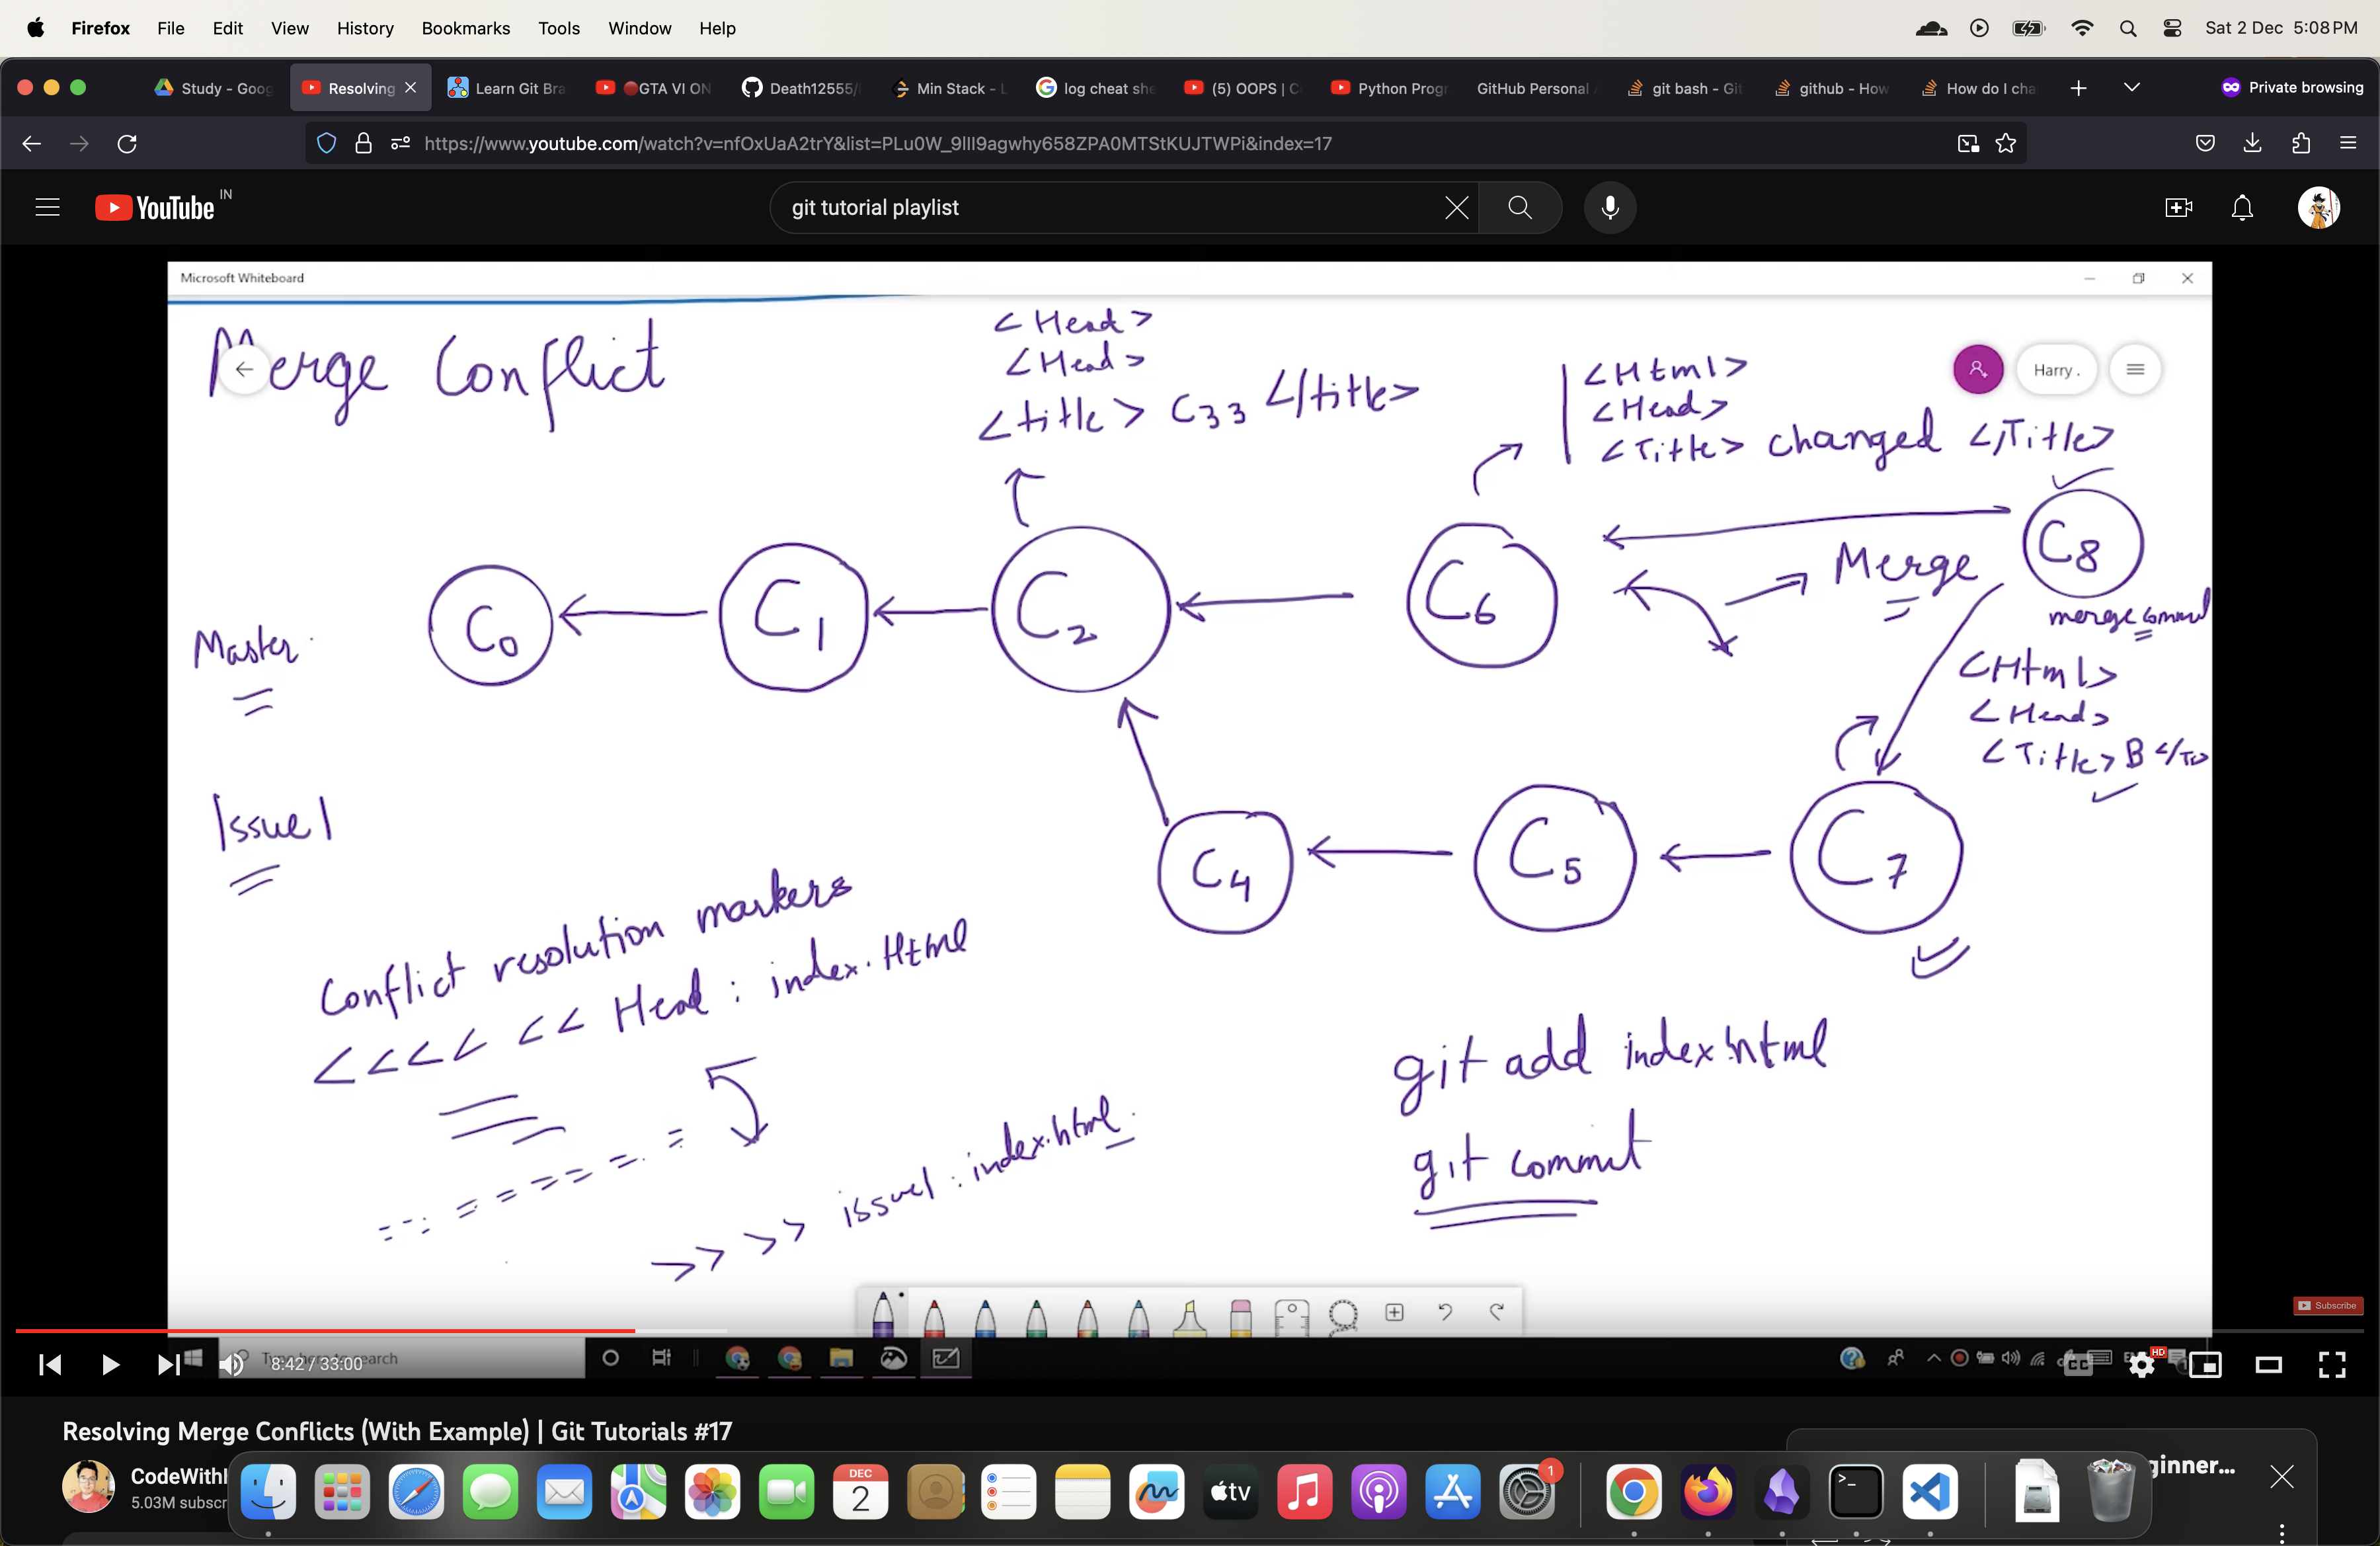 Firefox File Edit View History Bookmarks Tools Window Help
Sat 2 Dec 5:08 PM
Study - Goog
Resolving
Learn Git Bra
GTA VI ON
Death12555/
Min Stack - L
log cheat she
(5) OOPS | C
Python Progr
GitHub Personal
git bash - Git
github - How
How do I cha
Private browsing
https://www.youtube.com/watch?v=nfOxUaA2trY&list=PLu0W_9lII9agwhy658ZPA0MTStKUJTWPi&index=17
YouTube IN
git tutorial playlist
Microsoft Whiteboard
Merge Conflict
<Head>
<Head>
<title> C33 </title>
<Html>
<Head>
<Title> changed </Title>
Harry .
Master
C0
C1
C2
C6
Merge
C8
merge commit
<Html>
<Head>
<Title> B </T>
Issue1
C4
C5
C7
Conflict resolution markers
<<<< << Head : index.Html
=======
>>>> issue1 : index.html
git add index.html
git commit
Subscribe
Type here to search
8:42 / 33:00
CC
HD
Resolving Merge Conflicts (With Example) | Git Tutorials #17
CodeWithH
5.03M subscr
DEC
2
tv
1
ginner...